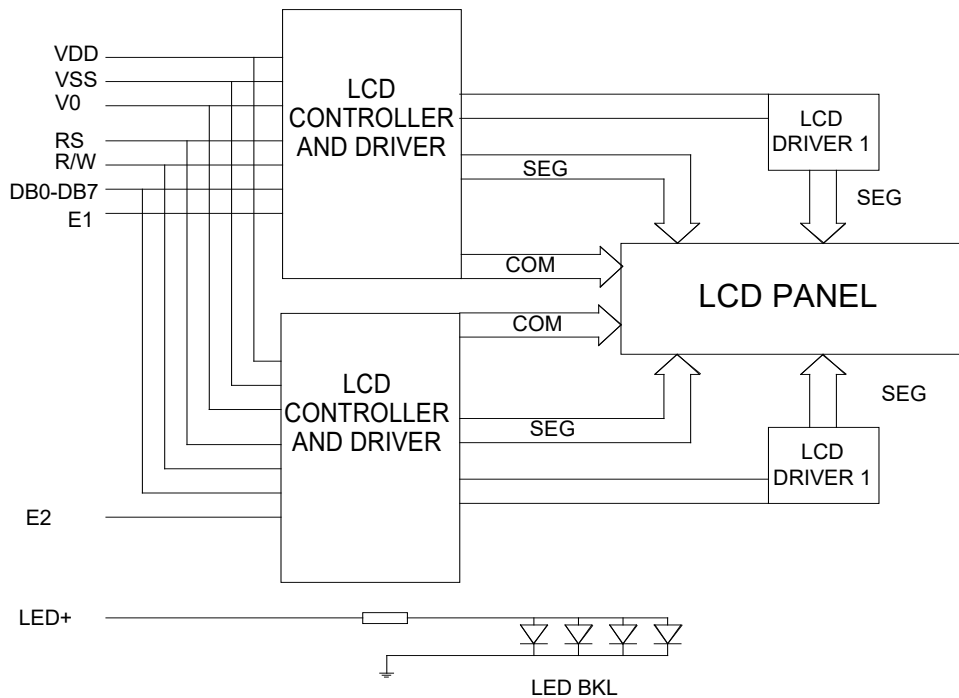 VDD
VSS
V0
RS
R/W
DB0-DB7
E1
LCD
CONTROLLER
AND DRIVER
SEG
COM
LCD
DRIVER 1
SEG
LCD PANEL
LCD
CONTROLLER
AND DRIVER
COM
SEG
SEG
LCD
DRIVER 1
E2
LED+
LED BKL